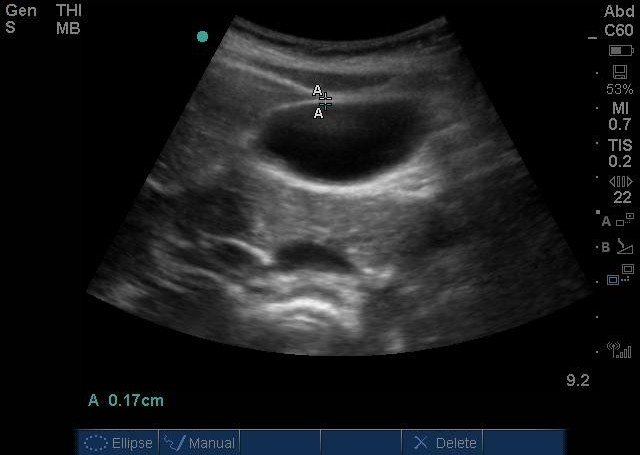 Gen THI Abd
S MB C60
53%
MI
0.7
TIS
0.2
22
A
B
A
A
9.2
A 0.17cm
Ellipse Manual Delete